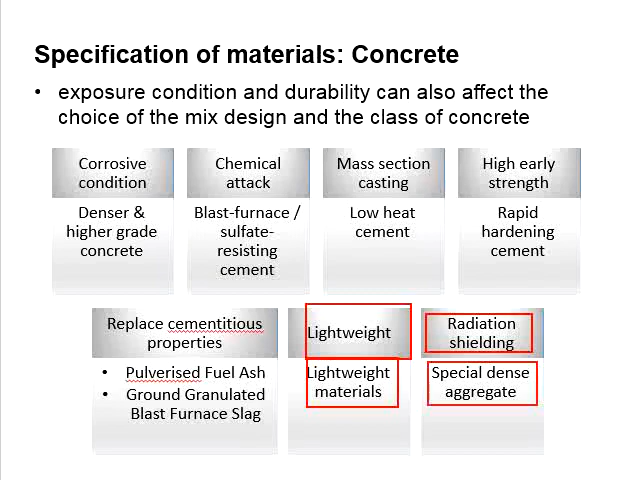 Specification of materials: Concrete
• exposure condition and durability can also affect the
choice of the mix design and the class of concrete
Corrosive
condition
Denser &
higher grade
concrete
Chemical
attack
Blast-furnace /
sulfate-
resisting
cement
Mass section
casting
Low heat
cement
High early
strength
Rapid
hardening
cement
Replace cementitious
properties
• Pulverised Fuel Ash
• Ground Granulated
Blast Furnace Slag
Lightweight
Lightweight
materials
Radiation
shielding
Special dense
aggregate